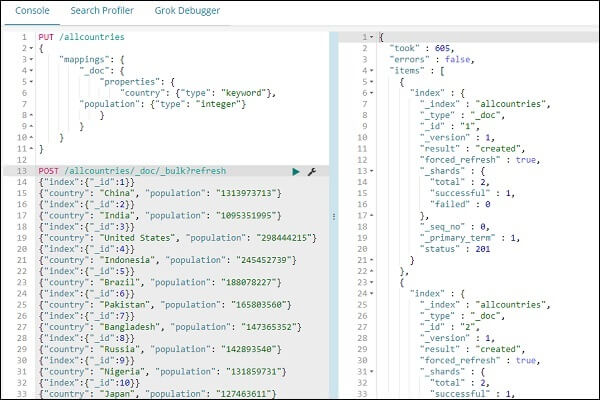 Console Search Profiler Grok Debugger
1 PUT /allcountries
2 {
3 "mappings": {
4 "_doc": {
5 "properties": {
6 "country": {"type": "keyword"},
7 "population": {"type": "integer"}
8 }
9 }
10 }
11 }
12
13 POST /allcountries/_doc/_bulk?refresh
14 {"index":{"_id":1}}
15 {"country": "China", "population": "1313973713"}
16 {"index":{"_id":2}}
17 {"country": "India", "population": "1095351995"}
18 {"index":{"_id":3}}
19 {"country": "United States", "population": "298444215"}
20 {"index":{"_id":4}}
21 {"country": "Indonesia", "population": "245452739"}
22 {"index":{"_id":5}}
23 {"country": "Brazil", "population": "188078227"}
24 {"index":{"_id":6}}
25 {"country": "Pakistan", "population": "165803560"}
26 {"index":{"_id":7}}
27 {"country": "Bangladesh", "population": "147365352"}
28 {"index":{"_id":8}}
29 {"country": "Russia", "population": "142893540"}
30 {"index":{"_id":9}}
31 {"country": "Nigeria", "population": "131859731"}
32 {"index":{"_id":10}}
33 {"country": "Japan", "population": "127463611"}
1 {
2 "took" : 605,
3 "errors" : false,
4 "items" : [
5 {
6 "index" : {
7 "_index" : "allcountries",
8 "_type" : "_doc",
9 "_id" : "1",
10 "_version" : 1,
11 "result" : "created",
12 "forced_refresh" : true,
13 "_shards" : {
14 "total" : 2,
15 "successful" : 1,
16 "failed" : 0
17 },
18 "_seq_no" : 0,
19 "_primary_term" : 1,
20 "status" : 201
21 }
22 },
23 {
24 "index" : {
25 "_index" : "allcountries",
26 "_type" : "_doc",
27 "_id" : "2",
28 "_version" : 1,
29 "result" : "created",
30 "forced_refresh" : true,
31 "_shards" : {
32 "total" : 2,
33 "successful" : 1,